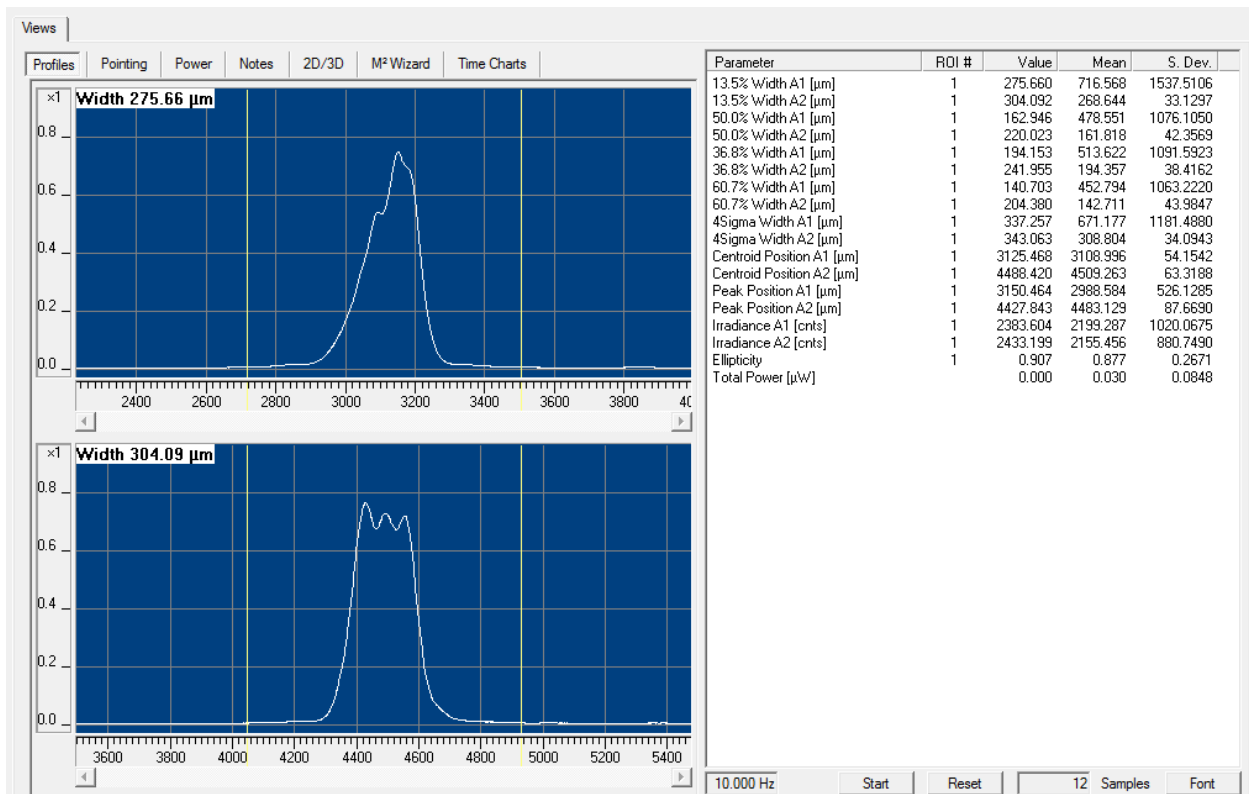 Views
Profiles Pointing Power Notes 2D/3D M² Wizard Time Charts
×1 Width 275.66 µm
0.8
0.6
0.4
0.2
0.0
2400 2600 2800 3000 3200 3400 3600 3800 40
×1 Width 304.09 µm
0.8
0.6
0.4
0.2
0.0
3600 3800 4000 4200 4400 4600 4800 5000 5200 5400
Parameter ROI # Value Mean S. Dev.
13.5% Width A1 [µm] 1 275.660 716.568 1537.5106
13.5% Width A2 [µm] 1 304.092 268.644 33.1297
50.0% Width A1 [µm] 1 162.946 478.551 1076.1050
50.0% Width A2 [µm] 1 220.023 161.818 42.3569
36.8% Width A1 [µm] 1 194.153 513.622 1091.5923
36.8% Width A2 [µm] 1 241.955 194.357 38.4162
60.7% Width A1 [µm] 1 140.703 452.794 1063.2220
60.7% Width A2 [µm] 1 204.380 142.711 43.9847
4Sigma Width A1 [µm] 1 337.257 671.177 1181.4880
4Sigma Width A2 [µm] 1 343.063 308.804 34.0943
Centroid Position A1 [µm] 1 3125.468 3108.996 54.1542
Centroid Position A2 [µm] 1 4488.420 4509.263 63.3188
Peak Position A1 [µm] 1 3150.464 2988.584 526.1285
Peak Position A2 [µm] 1 4427.843 4483.129 87.6690
Irradiance A1 [cnts] 1 2383.604 2199.287 1020.0675
Irradiance A2 [cnts] 1 2433.199 2155.456 880.7490
Ellipticity 1 0.907 0.877 0.2671
Total Power [µW] 0.000 0.030 0.0848
10.000 Hz Start Reset 12 Samples Font